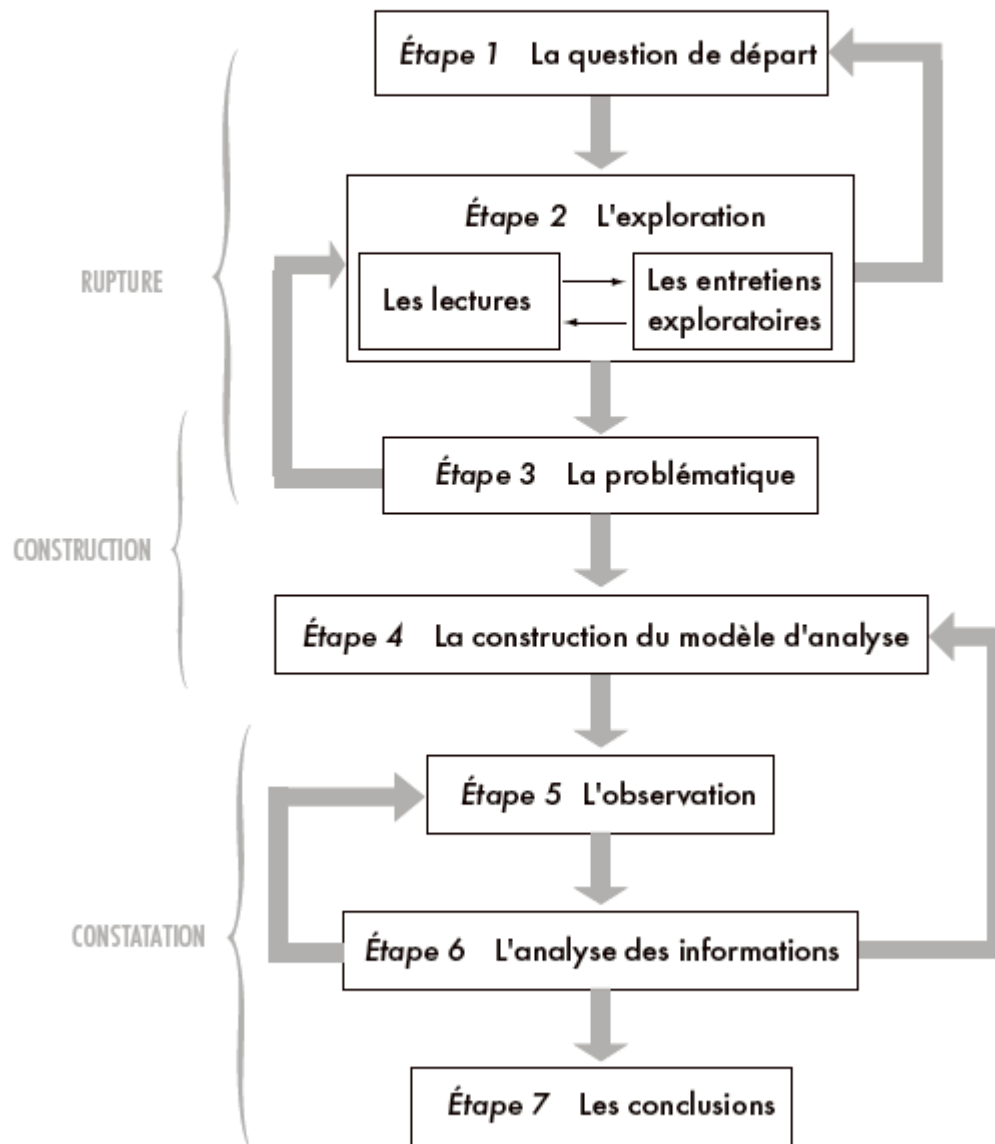 Étape 1 La question de départ
Étape 2 L'exploration
RUPTURE
Les lectures
Les entretiens
exploratoires
Étape 3 La problématique
CONSTRUCTION
Étape 4 La construction du modèle d'analyse
Étape 5 L'observation
CONSTATATION
Étape 6 L'analyse des informations
Étape 7 Les conclusions